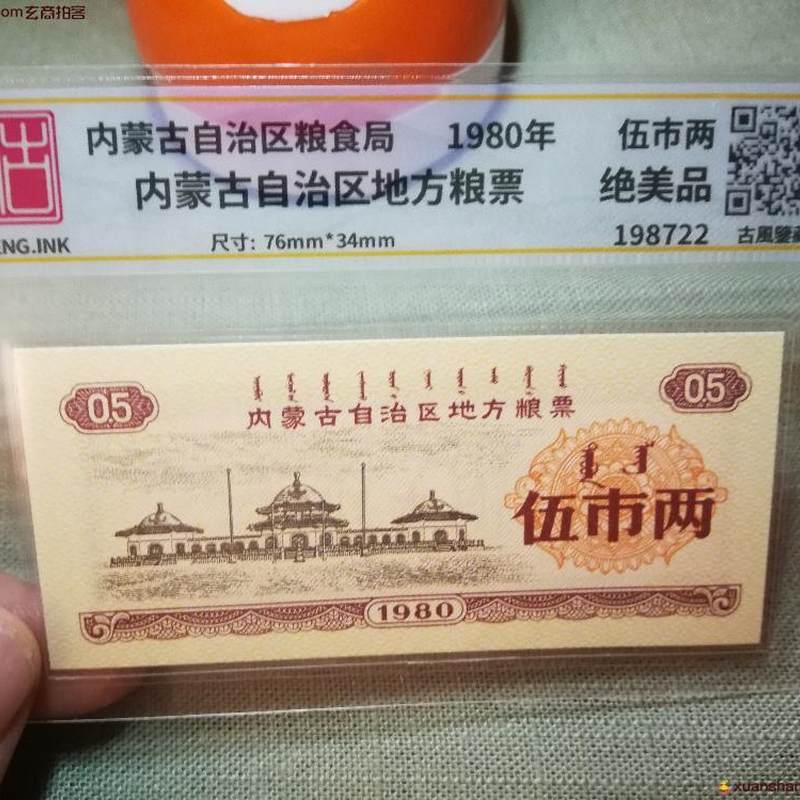 om玄商拍客
内蒙古自治区粮食局 1980年 伍市两
内蒙古自治区地方粮票 绝美品
ENG.INK 尺寸: 76mm*34mm 198722 古風鑒藏
05 05
内蒙古自治区地方粮票
伍市两
1980
xuanshai